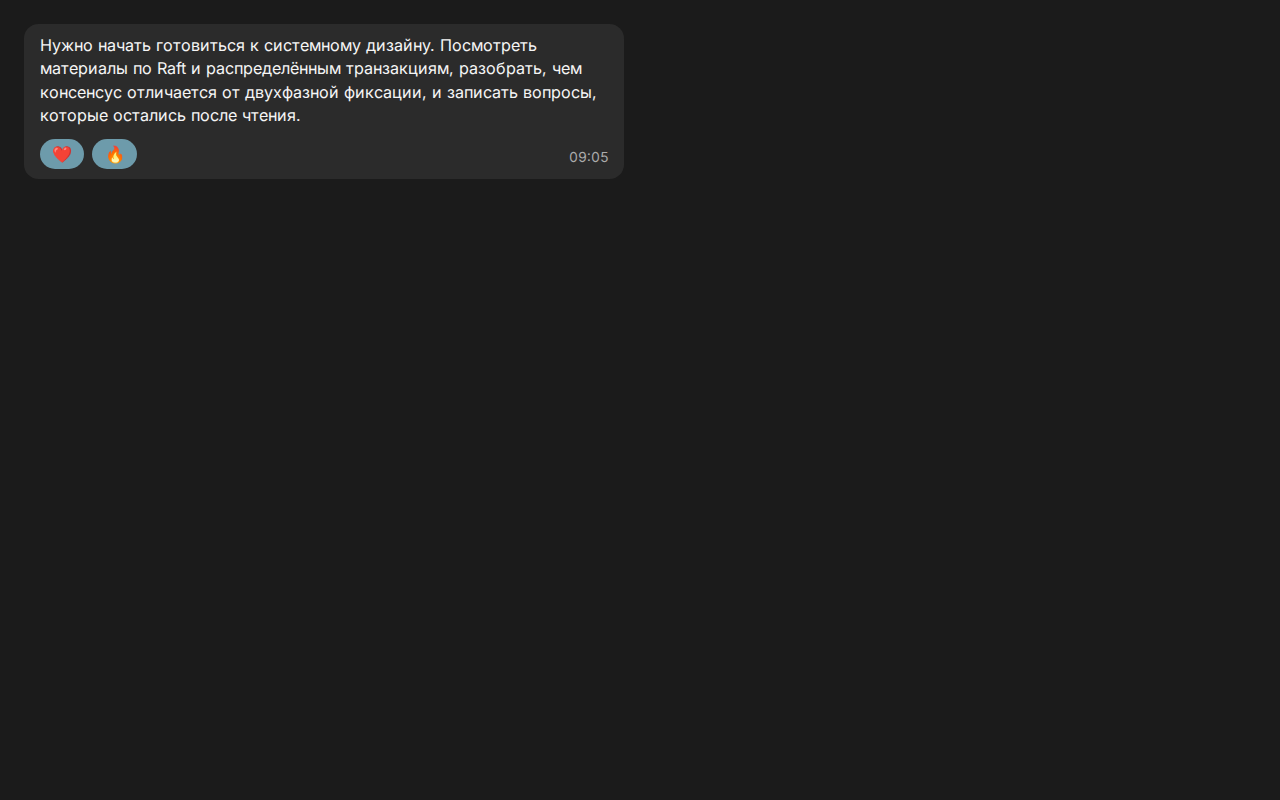 Нужно начать готовиться к системному дизайну. Посмотреть
материалы по Raft и распределённым транзакциям, разобрать, чем
консенсус отличается от двухфазной фиксации, и записать вопросы,
которые остались после чтения.
❤️ 🔥 09:05